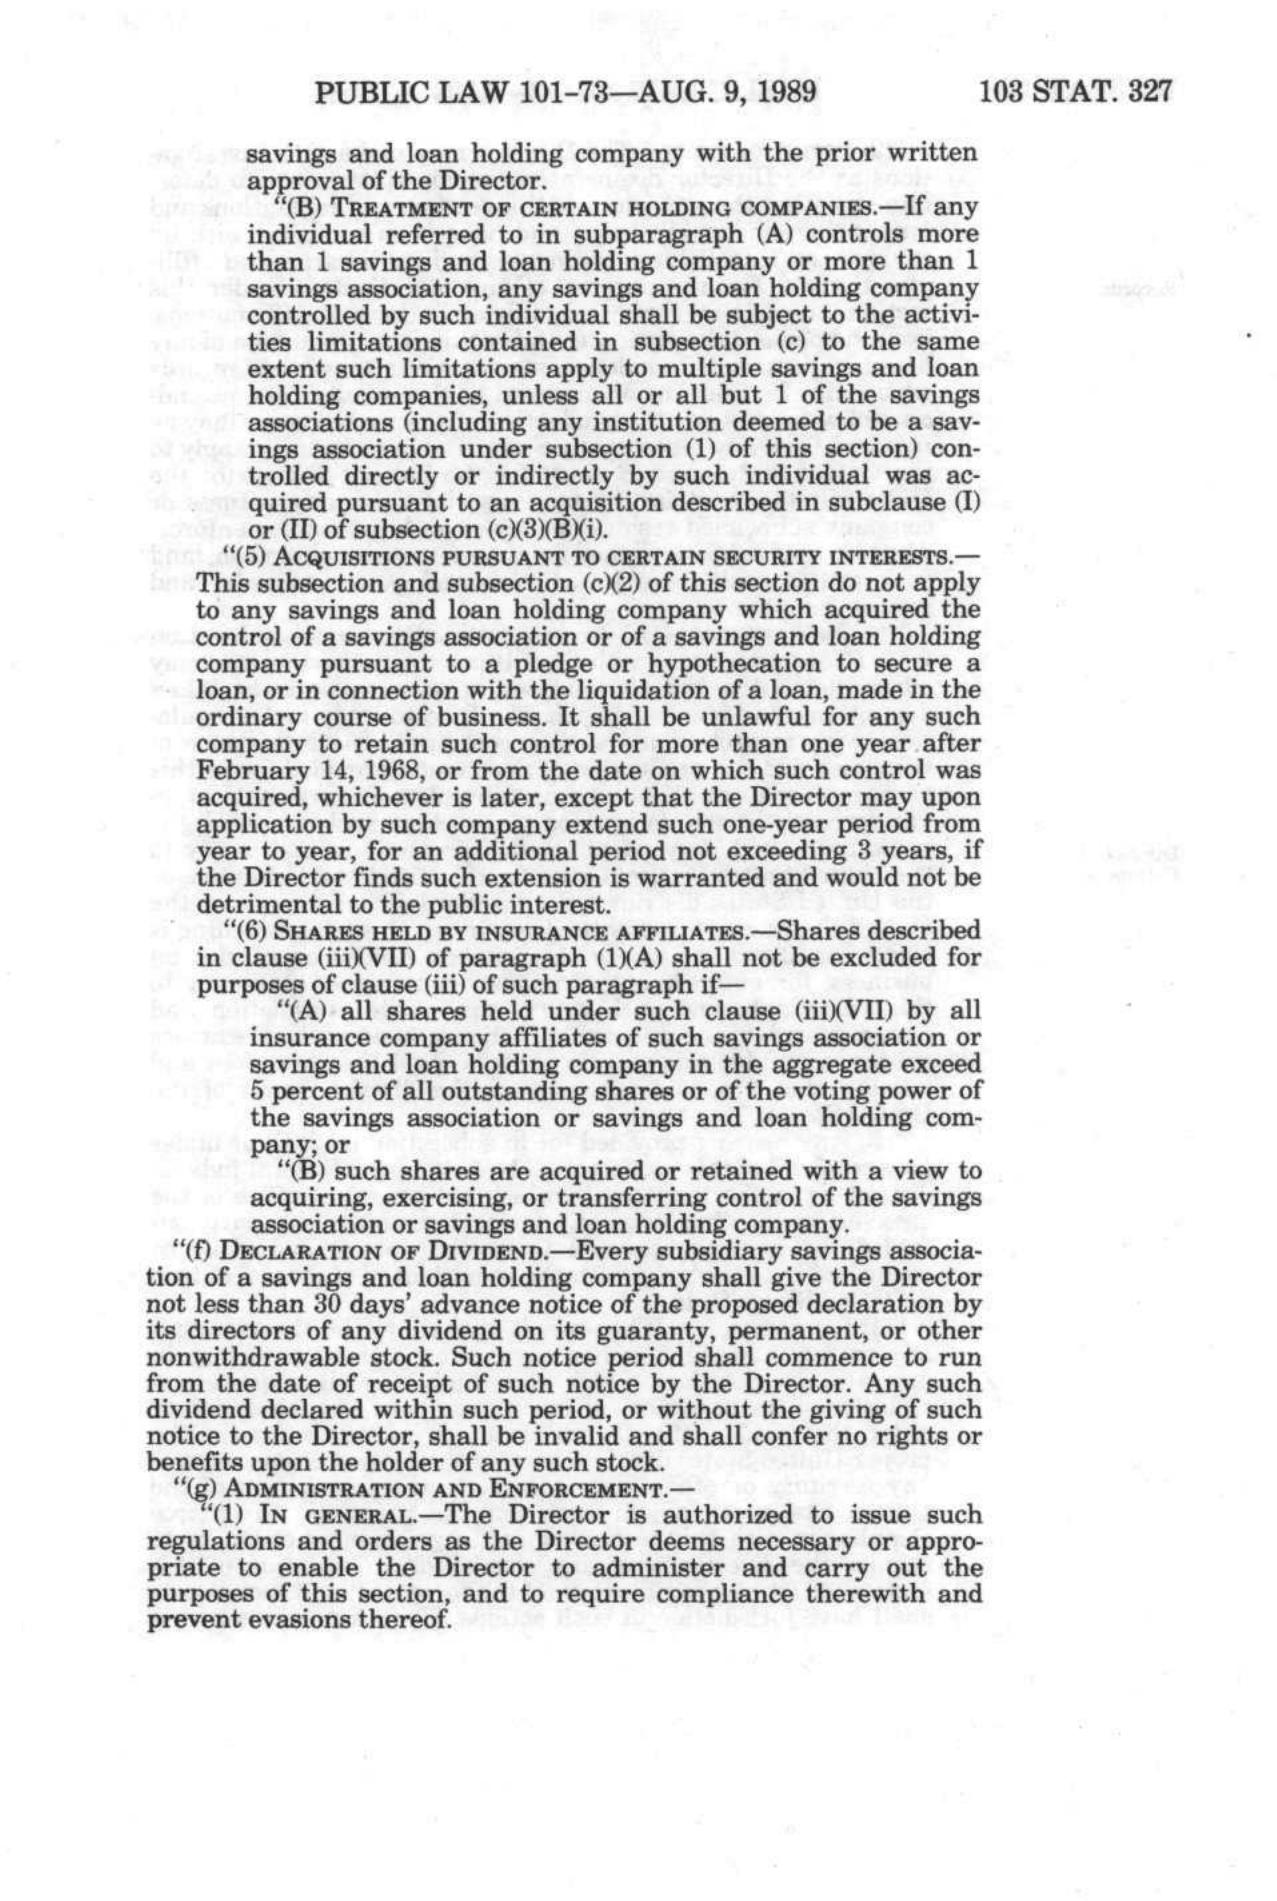 PUBLIC LAW 101-73—AUG. 9, 1989 103 STAT. 327
savings and loan holding company with the prior written
approval of the Director.
"(B) TREATMENT OF CERTAIN HOLDING COMPANIES.—If any
individual referred to in subparagraph (A) controls more
than 1 savings and loan holding company or more than 1
savings association, any savings and loan holding company
controlled by such individual shall be subject to the activi-
ties limitations contained in subsection (c) to the same
extent such limitations apply to multiple savings and loan
holding companies, unless all or all but 1 of the savings
associations (including any institution deemed to be a sav-
ings association under subsection (1) of this section) con-
trolled directly or indirectly by such individual was ac-
quired pursuant to an acquisition described in subclause (I)
or (II) of subsection (c)(3)(B)(i).
"(5) ACQUISITIONS PURSUANT TO CERTAIN SECURITY INTERESTS.—
This subsection and subsection (c)(2) of this section do not apply
to any savings and loan holding company which acquired the
control of a savings association or of a savings and loan holding
company pursuant to a pledge or hypothecation to secure a
loan, or in connection with the liquidation of a loan, made in the
ordinary course of business. It shall be unlawful for any such
company to retain such control for more than one year after
February 14, 1968, or from the date on which such control was
acquired, whichever is later, except that the Director may upon
application by such company extend such one-year period from
year to year, for an additional period not exceeding 3 years, if
the Director finds such extension is warranted and would not be
detrimental to the public interest.
"(6) SHARES HELD BY INSURANCE AFFILIATES.—Shares described
in clause (iii)(VII) of paragraph (1)(A) shall not be excluded for
purposes of clause (iii) of such paragraph if—
"(A) all shares held under such clause (iii)(VII) by all
insurance company affiliates of such savings association or
savings and loan holding company in the aggregate exceed
5 percent of all outstanding shares or of the voting power of
the savings association or savings and loan holding com-
pany; or
"(B) such shares are acquired or retained with a view to
acquiring, exercising, or transferring control of the savings
association or savings and loan holding company.
"(f) DECLARATION OF DIVIDEND.—Every subsidiary savings associa-
tion of a savings and loan holding company shall give the Director
not less than 30 days' advance notice of the proposed declaration by
its directors of any dividend on its guaranty, permanent, or other
nonwithdrawable stock. Such notice period shall commence to run
from the date of receipt of such notice by the Director. Any such
dividend declared within such period, or without the giving of such
notice to the Director, shall be invalid and shall confer no rights or
benefits upon the holder of any such stock.
"(g) ADMINISTRATION AND ENFORCEMENT.—
"(1) IN GENERAL.—The Director is authorized to issue such
regulations and orders as the Director deems necessary or appro-
priate to enable the Director to administer and carry out the
purposes of this section, and to require compliance therewith and
prevent evasions thereof.